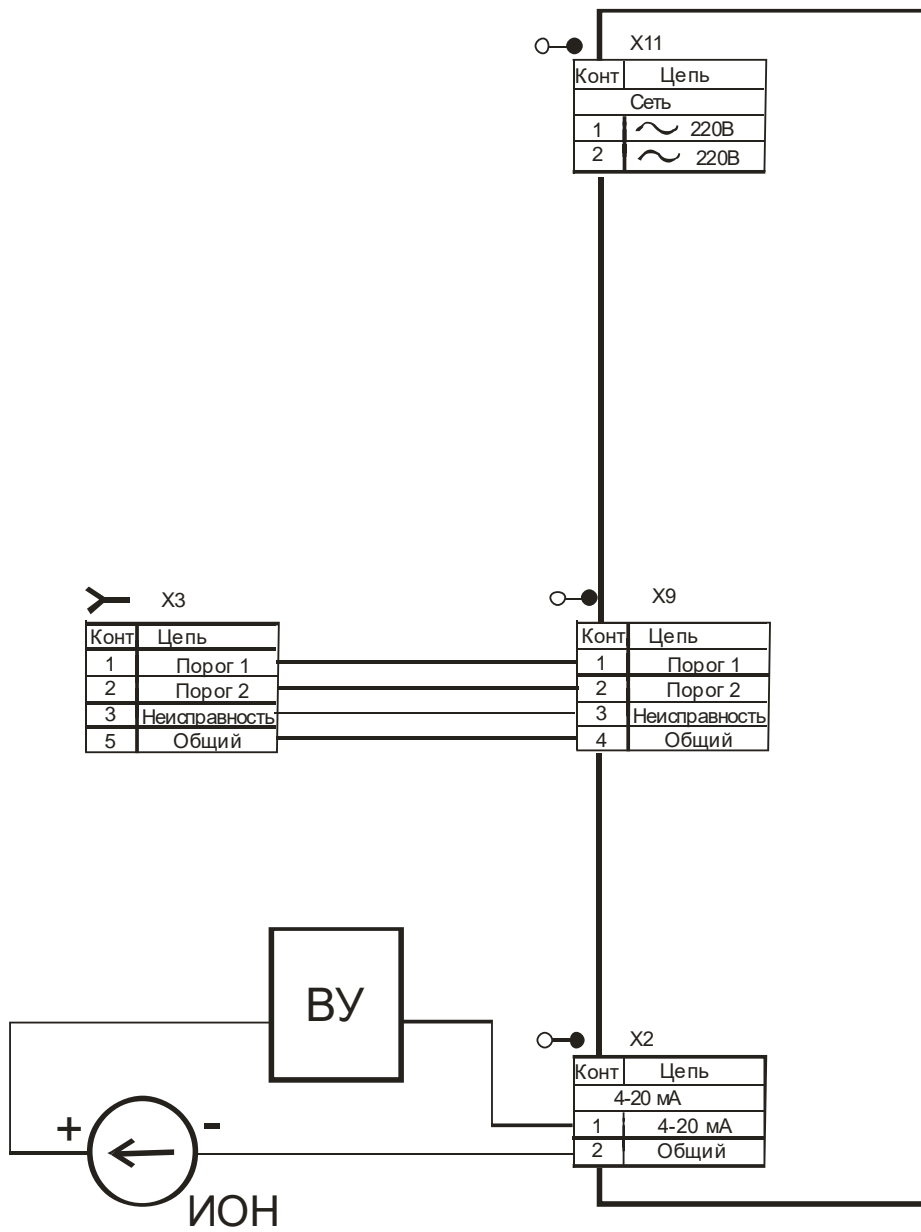 X11
Конт Цепь
Сеть
1 220В
2 220В
X3
Конт Цепь
1 Порог 1
2 Порог 2
3 Неисправность
5 Общий
X9
Конт Цепь
1 Порог 1
2 Порог 2
3 Неисправность
4 Общий
ВУ
+ -
ИОН
X2
Конт Цепь
4-20 мА
1 4-20 мА
2 Общий